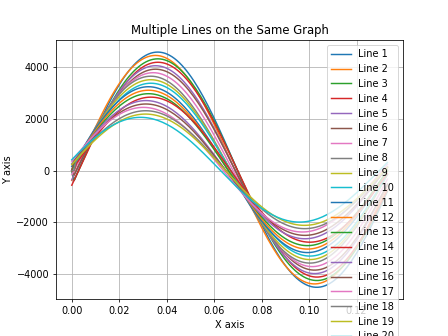 Multiple Lines on the Same Graph
Y axis
4000
2000
0
−2000
−4000
0.00
0.02
0.04
0.06
0.08
0.10
X axis
Line 1
Line 2
Line 3
Line 4
Line 5
Line 6
Line 7
Line 8
Line 9
Line 10
Line 11
Line 12
Line 13
Line 14
Line 15
Line 16
Line 17
Line 18
Line 19
Line 20